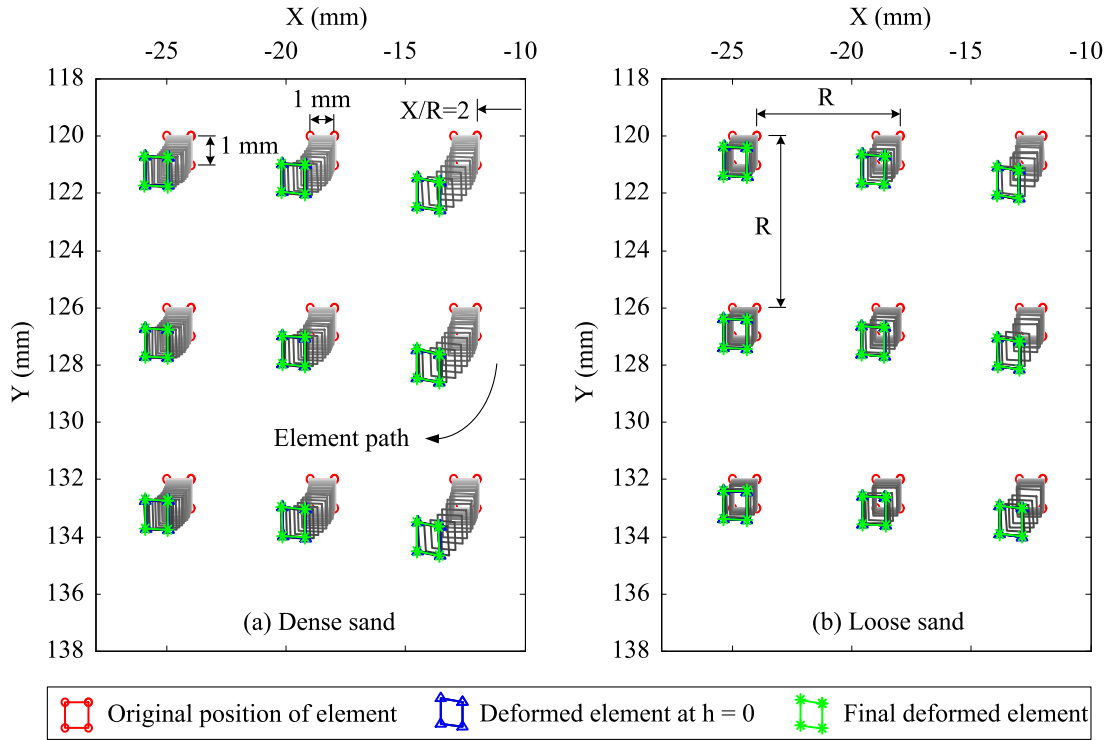 X (mm)
X (mm)
-25
-20
-15
-10
-25
-20
-15
-10
118
120
122
124
126
128
130
132
134
136
138
Y (mm)
1 mm
1 mm
X/R=2
Element path
(a) Dense sand
118
120
122
124
126
128
130
132
134
136
138
Y (mm)
R
R
(b) Loose sand
Original position of element
Deformed element at h = 0
Final deformed element